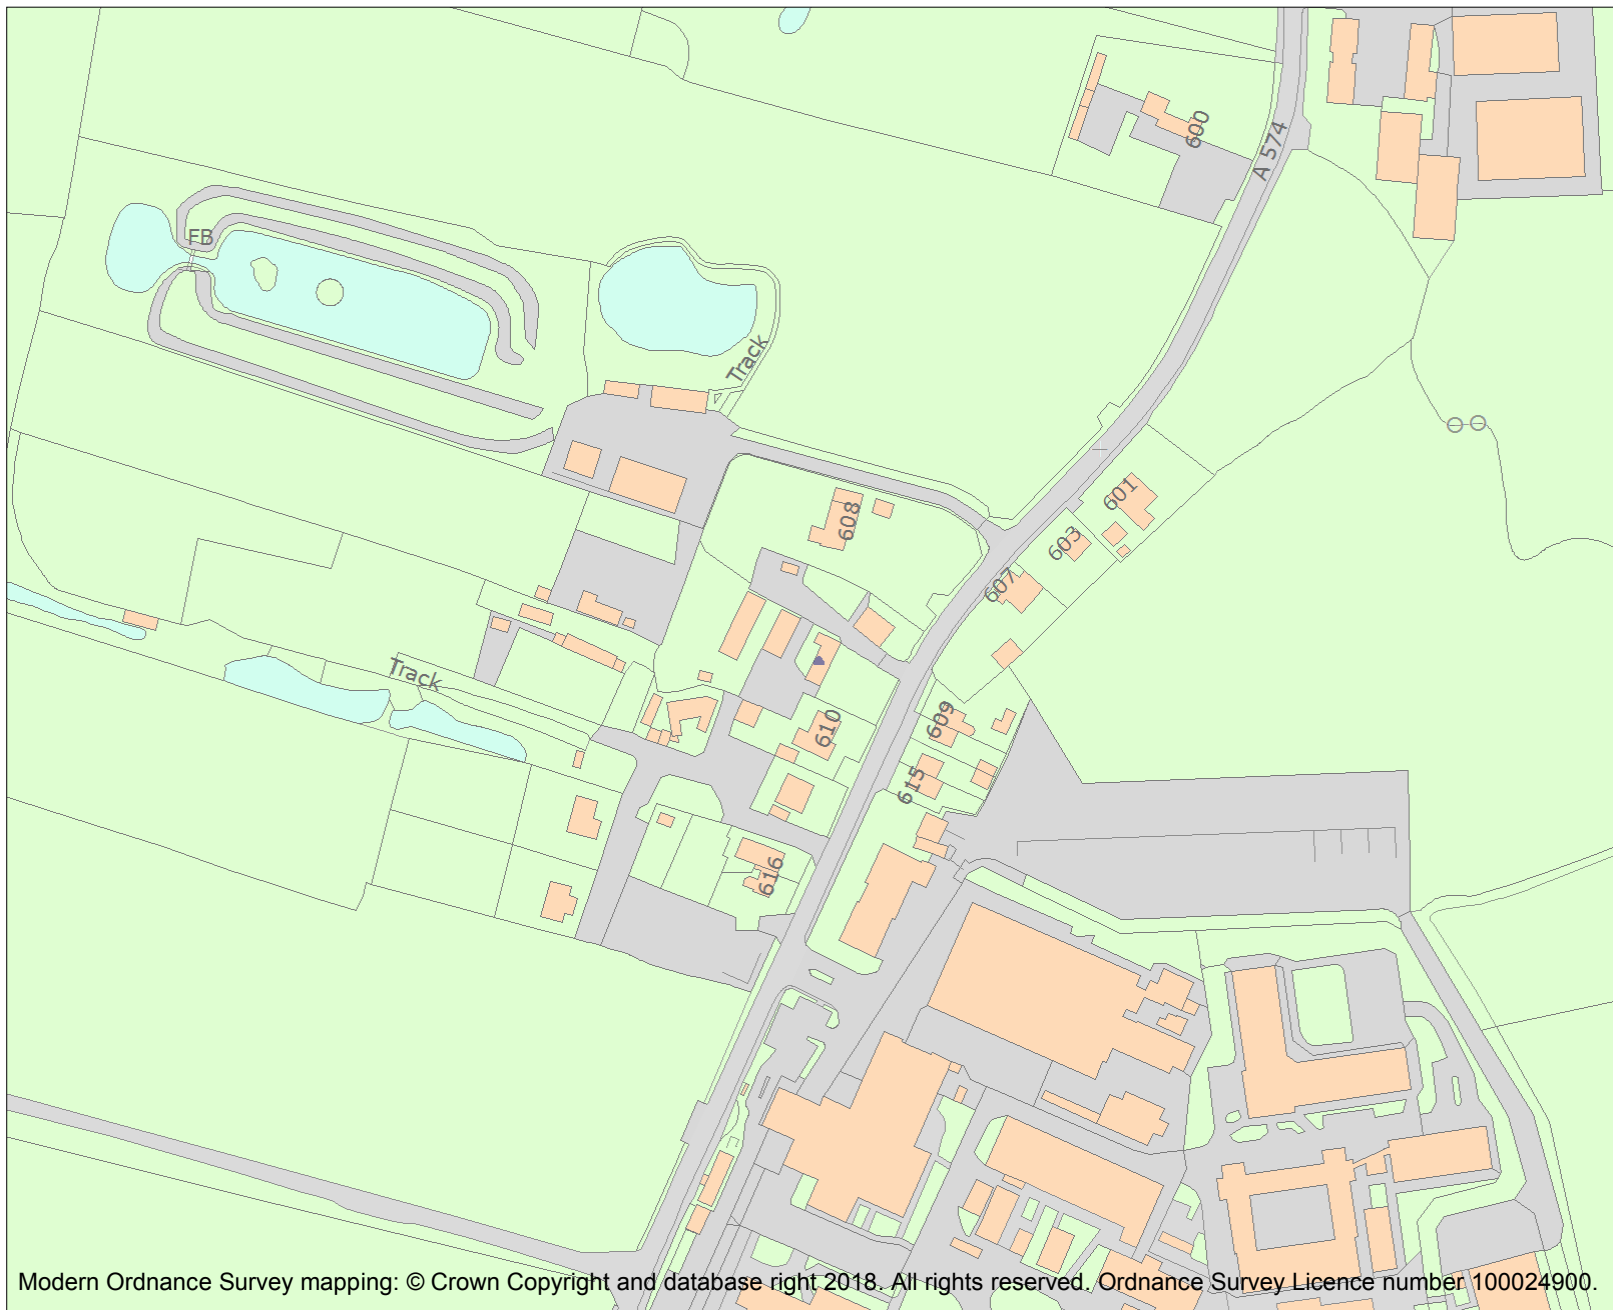 600
A 574
FB
Track
601
608
603
607
Track
609
610
615
616
Modern Ordnance Survey mapping: © Crown Copyright and database right 2018. All rights reserved. Ordnance Survey Licence number 100024900.